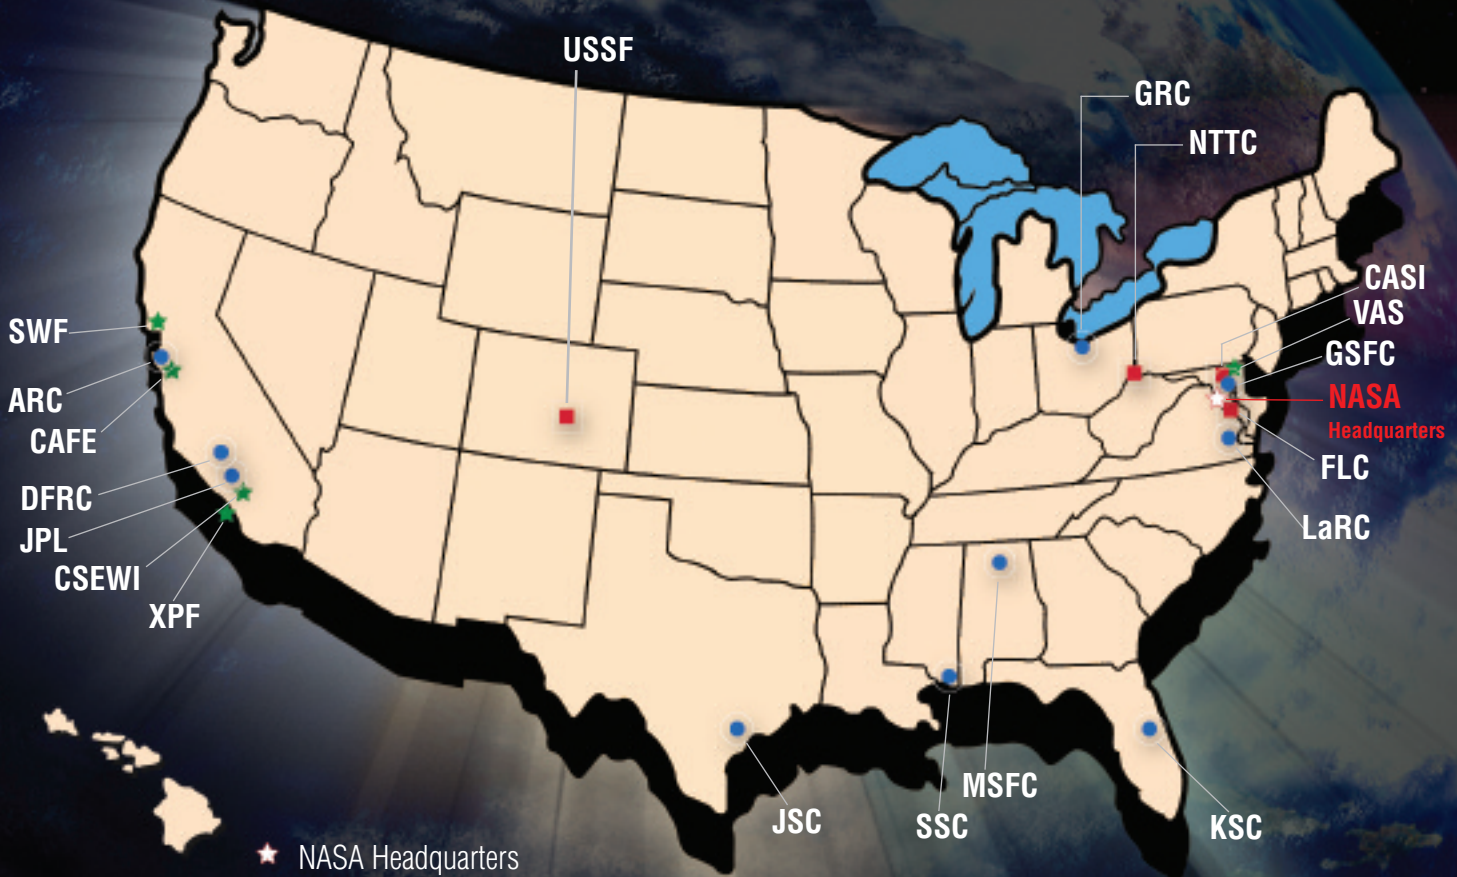 USSF
GRC
NTTC
CASI
VAS
GSFC
NASA
Headquarters
FLC
LaRC
SWF
ARC
CAFE
DFRC
JPL
CSEWI
XPF
MSFC
JSC
SSC
KSC
NASA Headquarters